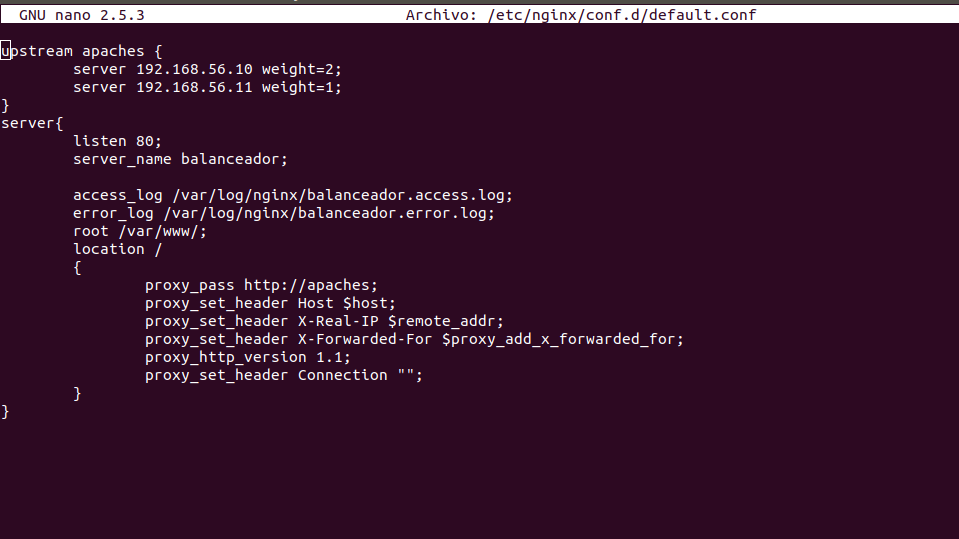 GNU nano 2.5.3 Archivo: /etc/nginx/conf.d/default.conf
upstream apaches {
        server 192.168.56.10 weight=2;
        server 192.168.56.11 weight=1;
}
server{
        listen 80;
        server_name balanceador;

        access_log /var/log/nginx/balanceador.access.log;
        error_log /var/log/nginx/balanceador.error.log;
        root /var/www/;
        location /
        {
                proxy_pass http://apaches;
                proxy_set_header Host $host;
                proxy_set_header X-Real-IP $remote_addr;
                proxy_set_header X-Forwarded-For $proxy_add_x_forwarded_for;
                proxy_http_version 1.1;
                proxy_set_header Connection "";
        }
}